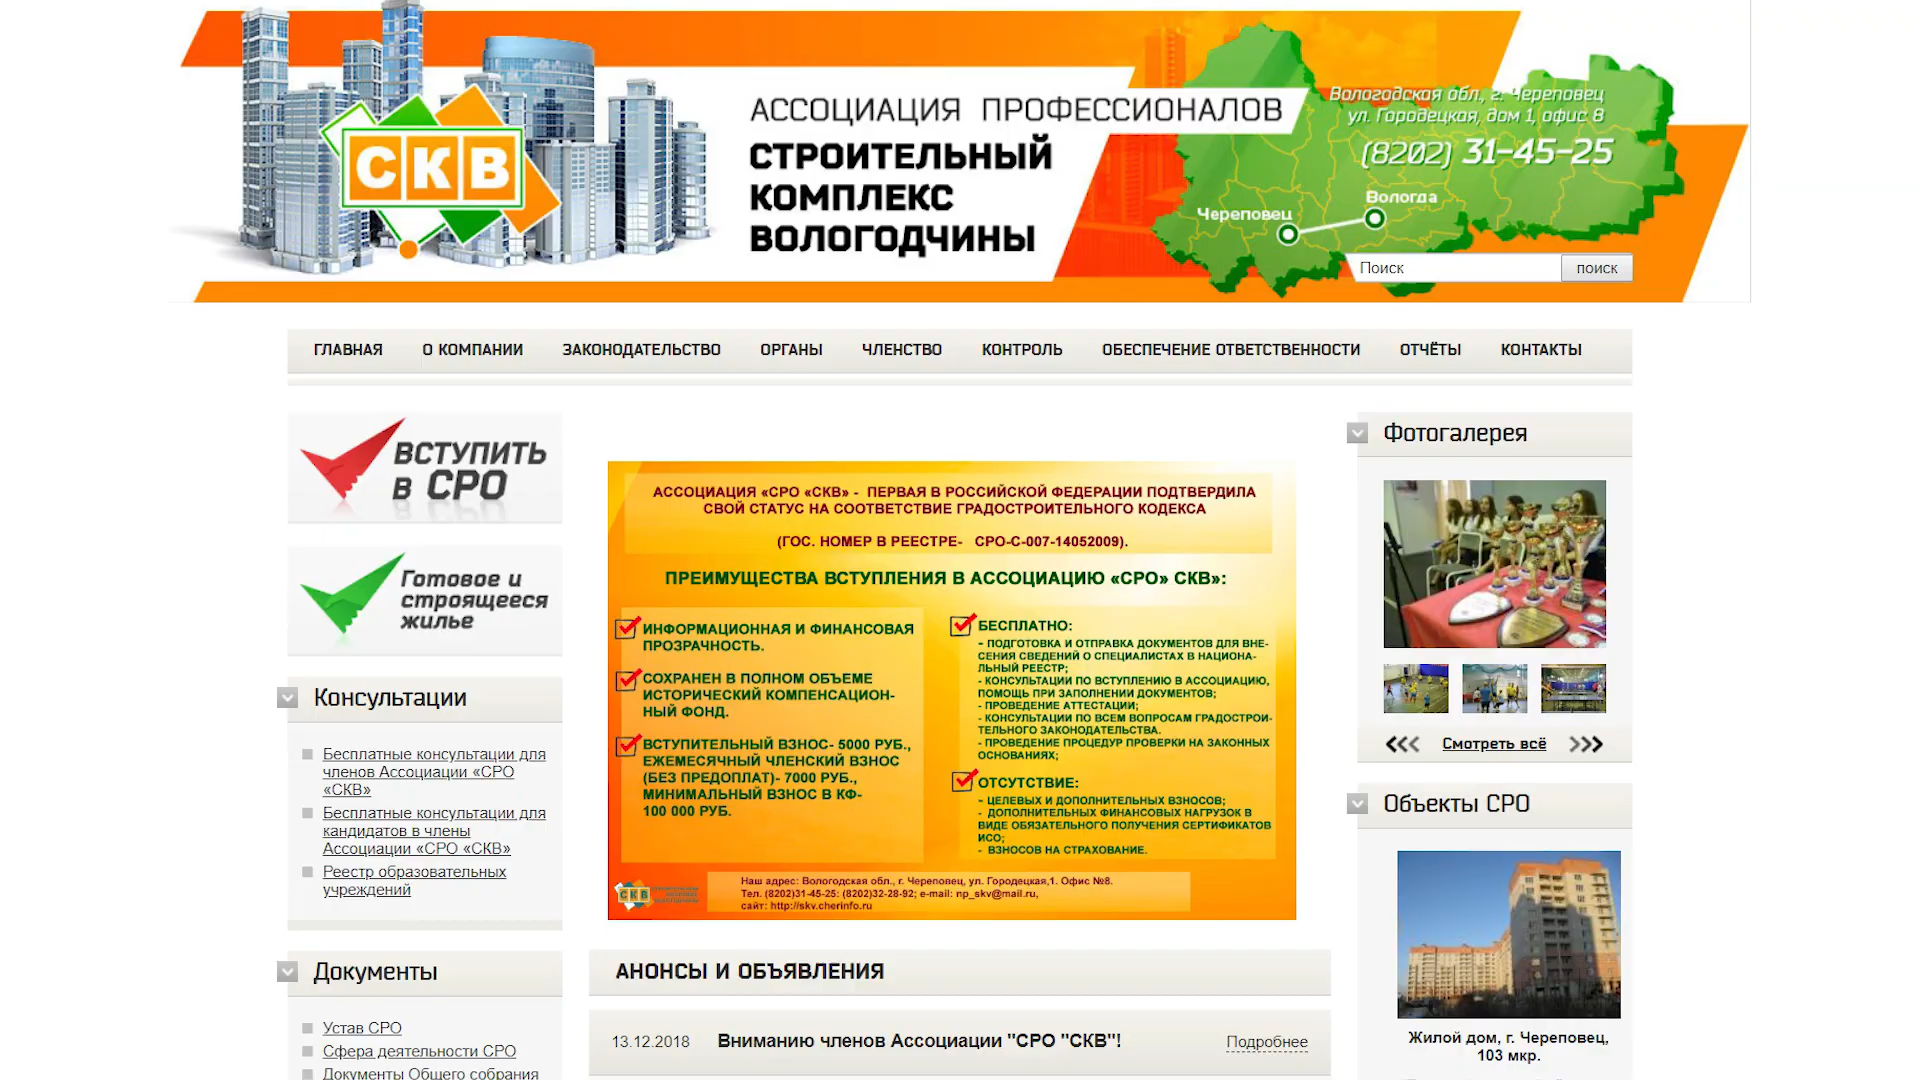 СКВ
АССОЦИАЦИЯ ПРОФЕССИОНАЛОВ
СТРОИТЕЛЬНЫЙ
КОМПЛЕКС
ВОЛОГОДЧИНЫ
Вологодская обл., г. Череповец
ул. Городецкая, дом 1, офис 8
(8202) 31-45-25
Вологда
Череповец
Поиск
поиск
ГЛАВНАЯ О КОМПАНИИ ЗАКОНОДАТЕЛЬСТВО ОРГАНЫ ЧЛЕНСТВО КОНТРОЛЬ ОБЕСПЕЧЕНИЕ ОТВЕТСТВЕННОСТИ ОТЧЁТЫ КОНТАКТЫ
ВСТУПИТЬ
в СРО
Готовое и
строящееся
жилье
Консультации
Бесплатные консультации для
членов Ассоциации «СРО
«СКВ»
Бесплатные консультации для
кандидатов в члены
Ассоциации «СРО «СКВ»
Реестр образовательных
учреждений
Документы
Устав СРО
Сфера деятельности СРО
Документы Общего собрания
АССОЦИАЦИЯ «СРО «СКВ» - ПЕРВАЯ В РОССИЙСКОЙ ФЕДЕРАЦИИ ПОДТВЕРДИЛА
СВОЙ СТАТУС НА СООТВЕТСТВИЕ ГРАДОСТРОИТЕЛЬНОГО КОДЕКСА
(ГОС. НОМЕР В РЕЕСТРЕ- СРО-С-007-14052009).
ПРЕИМУЩЕСТВА ВСТУПЛЕНИЯ В АССОЦИАЦИЮ «СРО» СКВ»:
ИНФОРМАЦИОННАЯ И ФИНАНСОВАЯ
ПРОЗРАЧНОСТЬ.
СОХРАНЕН В ПОЛНОМ ОБЪЕМЕ
ИСТОРИЧЕСКИЙ КОМПЕНСАЦИОН-
НЫЙ ФОНД.
ВСТУПИТЕЛЬНЫЙ ВЗНОС- 5000 РУБ.,
ЕЖЕМЕСЯЧНЫЙ ЧЛЕНСКИЙ ВЗНОС
(БЕЗ ПРЕДОПЛАТ)- 7000 РУБ.,
МИНИМАЛЬНЫЙ ВЗНОС В КФ-
100 000 РУБ.
БЕСПЛАТНО:
- ПОДГОТОВКА И ОТПРАВКА ДОКУМЕНТОВ ДЛЯ ВНЕ-
СЕНИЯ СВЕДЕНИЙ О СПЕЦИАЛИСТАХ В НАЦИОНА-
ЛЬНЫЙ РЕЕСТР;
- КОНСУЛЬТАЦИИ ПО ВСТУПЛЕНИЮ В АССОЦИАЦИЮ,
ПОМОЩЬ ПРИ ЗАПОЛНЕНИИ ДОКУМЕНТОВ;
- ПРОВЕДЕНИЕ АТТЕСТАЦИИ;
- КОНСУЛЬТАЦИИ ПО ВСЕМ ВОПРОСАМ ГРАДОСТРОИ-
ТЕЛЬНОГО ЗАКОНОДАТЕЛЬСТВА.
- ПРОВЕДЕНИЕ ПРОЦЕДУР ПРОВЕРКИ НА ЗАКОННЫХ
ОСНОВАНИЯХ;
ОТСУТСТВИЕ:
- ЦЕЛЕВЫХ И ДОПОЛНИТЕЛЬНЫХ ВЗНОСОВ;
- ДОПОЛНИТЕЛЬНЫХ ФИНАНСОВЫХ НАГРУЗОК В
ВИДЕ ОБЯЗАТЕЛЬНОГО ПОЛУЧЕНИЯ СЕРТИФИКАТОВ
ИСО;
- ВЗНОСОВ НА СТРАХОВАНИЕ.
СКВ
Наш адрес: Вологодская обл., г. Череповец, ул. Городецкая,1. Офис №8.
Тел. (8202)31-45-25: (8202)32-28-92; e-mail: np_skv@mail.ru,
сайт: http://skv.cherinfo.ru
АНОНСЫ И ОБЪЯВЛЕНИЯ
13.12.2018 Вниманию членов Ассоциации "СРО "СКВ"! Подробнее
Фотогалерея
Смотреть всё
Объекты СРО
Жилой дом, г. Череповец,
103 мкр.